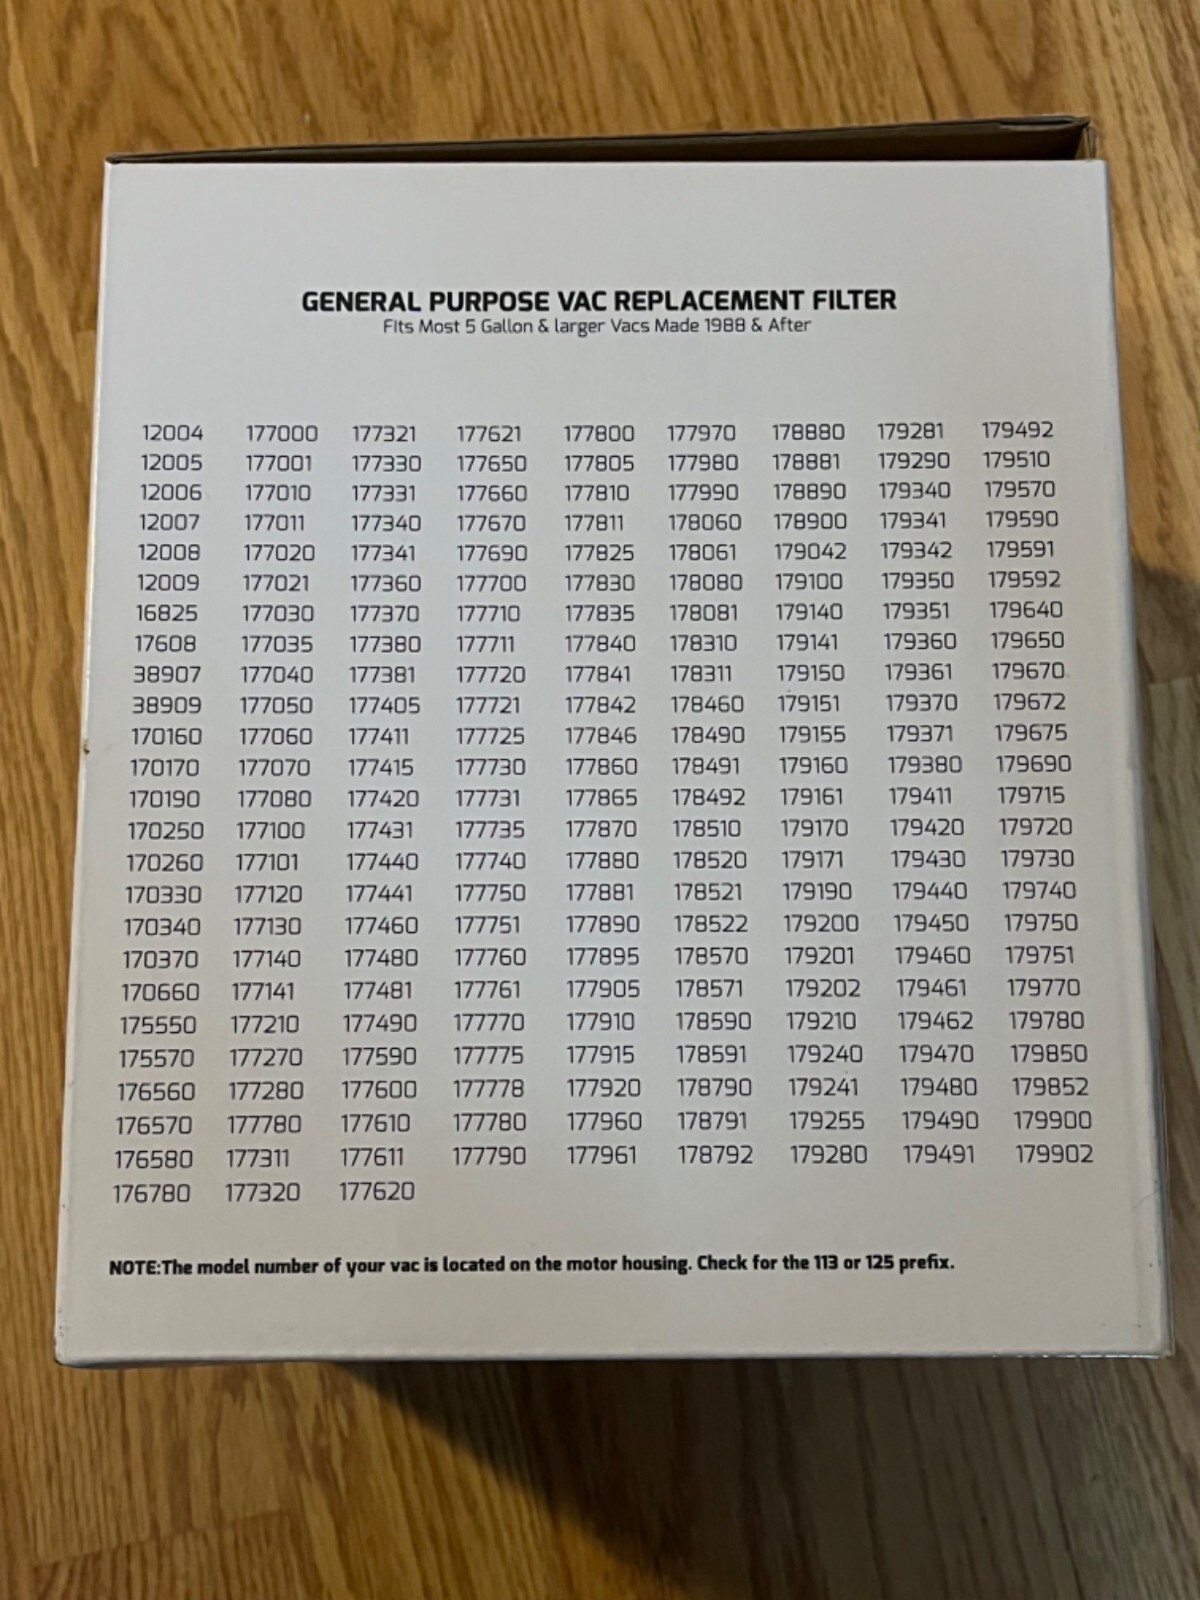 GENERAL PURPOSE VAC REPLACEMENT FILTER
FIts Most 5 Gallon & larger Vacs Made 1988 & After
12004 177000 177321 177621 177800 177970 178880 179281 179492
12005 177001 177330 177650 177805 177980 178881 179290 179510
12006 177010 177331 177660 177810 177990 178890 179340 179570
12007 177011 177340 177670 177811 178060 178900 179341 179590
12008 177020 177341 177690 177825 178061 179042 179342 179591
12009 177021 177360 177700 177830 178080 179100 179350 179592
16825 177030 177370 177710 177835 178081 179140 179351 179640
17608 177035 177380 177711 177840 178310 179141 179360 179650
38907 177040 177381 177720 177841 178311 179150 179361 179670
38909 177050 177405 177721 177842 178460 179151 179370 179672
170160 177060 177411 177725 177846 178490 179155 179371 179675
170170 177070 177415 177730 177860 178491 179160 179380 179690
170190 177080 177420 177731 177865 178492 179161 179411 179715
170250 177100 177431 177735 177870 178510 179170 179420 179720
170260 177101 177440 177740 177880 178520 179171 179430 179730
170330 177120 177441 177750 177881 178521 179190 179440 179740
170340 177130 177460 177751 177890 178522 179200 179450 179750
170370 177140 177480 177760 177895 178570 179201 179460 179751
170660 177141 177481 177761 177905 178571 179202 179461 179770
175550 177210 177490 177770 177910 178590 179210 179462 179780
175570 177270 177590 177775 177915 178591 179240 179470 179850
176560 177280 177600 177778 177920 178790 179241 179480 179852
176570 177780 177610 177780 177960 178791 179255 179490 179900
176580 177311 177611 177790 177961 178792 179280 179491 179902
176780 177320 177620
NOTE:The model number of your vac is located on the motor housing. Check for the 113 or 125 prefix.